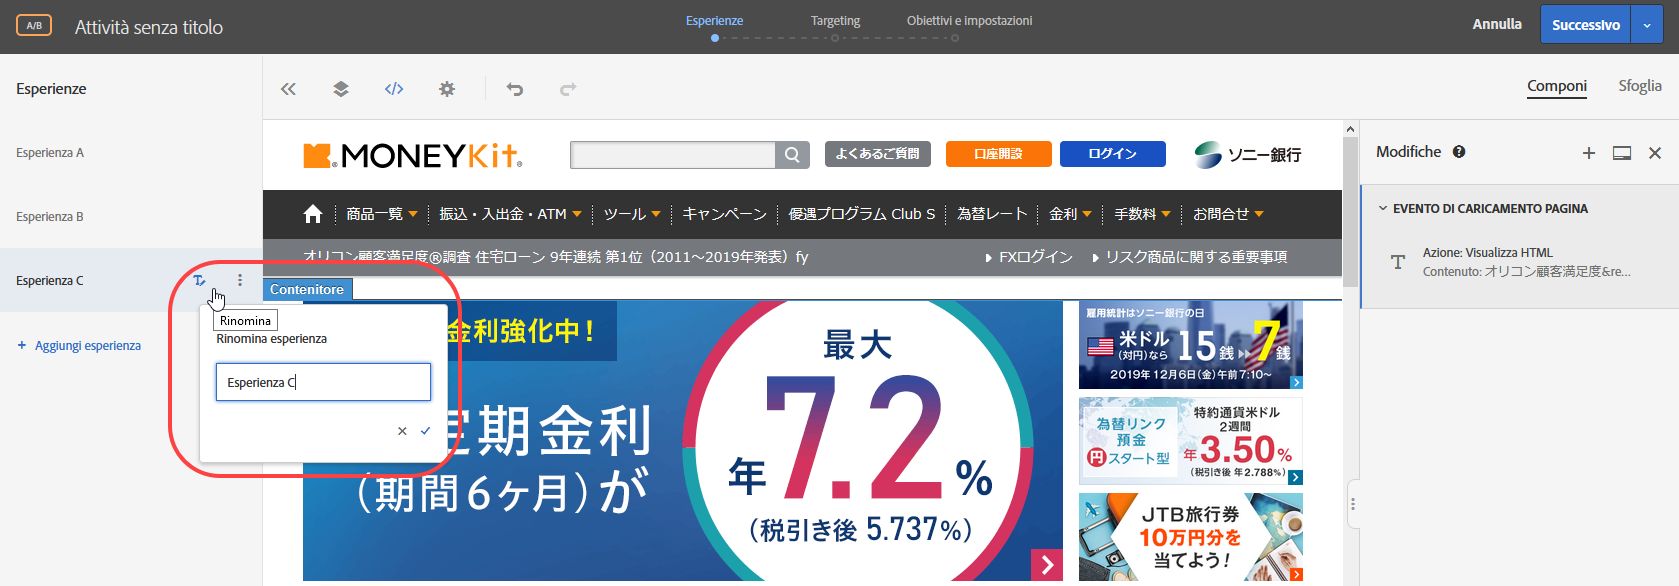 A/B
Attività senza titolo
Esperienze
Targeting
Obiettivi e impostazioni
Annulla
Successivo
Esperienze
Componi
Sfoglia
Esperienza A
Esperienza B
Esperienza C
Rinomina
Rinomina esperienza
Esperienza C
+ Aggiungi esperienza
MONEYKit
よくあるご質問
口座開設
ログイン
ソニー銀行
商品一覧
振込・入出金・ATM
ツール
キャンペーン
優遇プログラム Club S
為替レート
金利
手数料
お問合せ
オリコン顧客満足度®調査 住宅ローン 9年連続 第1位（2011～2019年発表）fy
FXログイン
リスク商品に関する重要事項
Contenitore
金利強化中！
定期金利
（期間6ヶ月）が
最大
年7.2%
（税引き後 5.737%）
雇用統計はソニー銀行の日
米ドル
(対円)なら
15銭
7銭
2019年 12月6日(金)午前7:10～
為替リンク
預金
円スタート型
特約通貨米ドル
2週間
年3.50%
(税引き後 年2.788%)
JTB旅行券
10万円分を
当てよう！
Modifiche
EVENTO DI CARICAMENTO PAGINA
Azione: Visualizza HTML
Contenuto: オリコン顧客満足度&re...